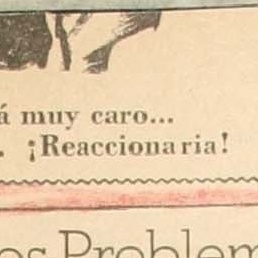 á muy caro...
. ¡Reaccionaria!
os Problem